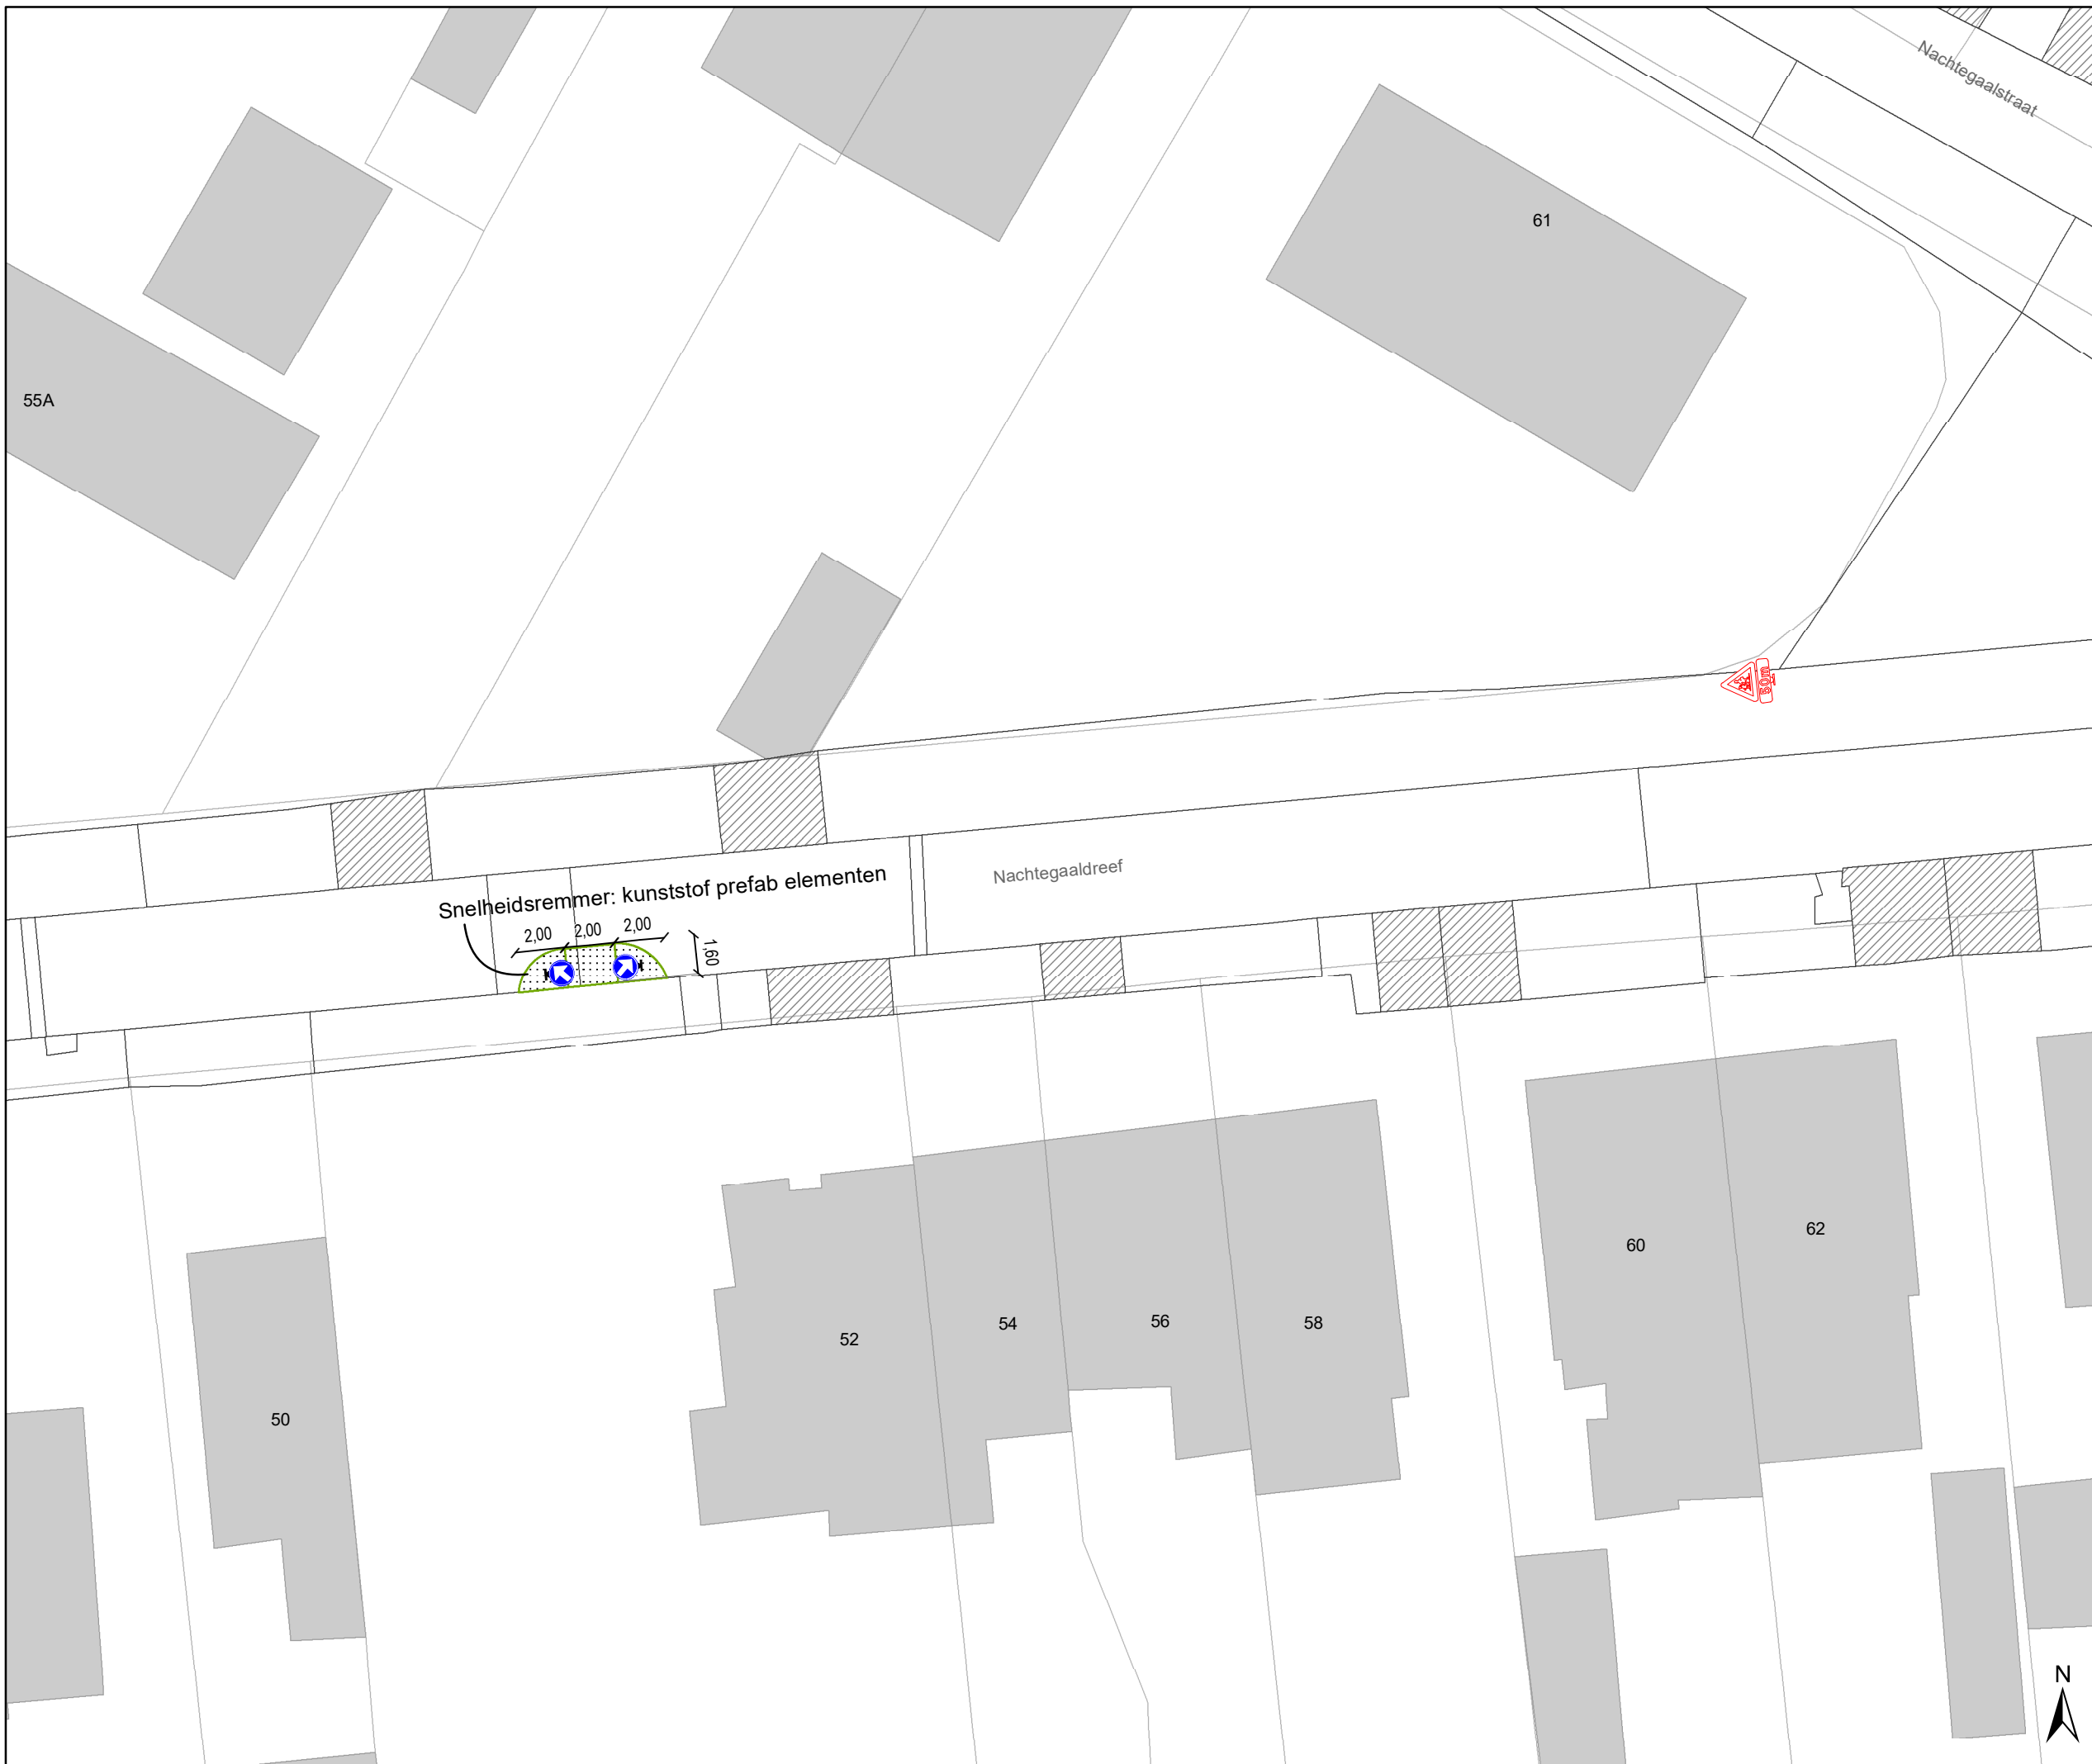 Nachtegaalstraat
61
55A
50m
Nachtegaaldreef
Snelheidsremmer: kunststof prefab elementen
2,00
2,00
2,00
1,60
62
60
54
56
58
52
50
N